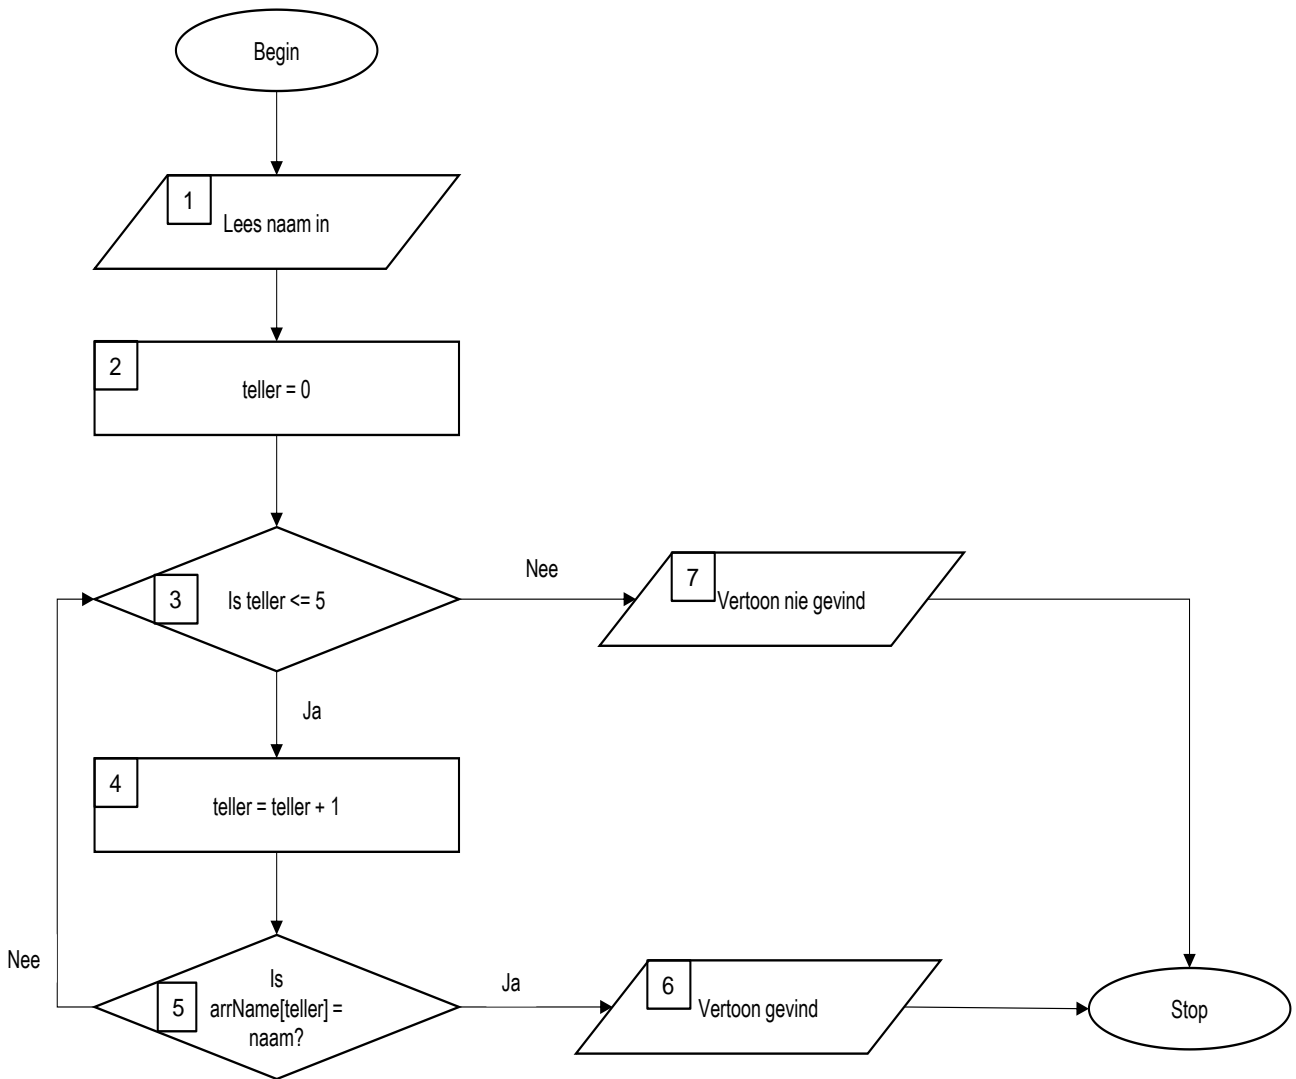 Begin
1
Lees naam in
2
teller = 0
3
Is teller <= 5
Nee
7
Vertoon nie gevind
Ja
4
teller = teller + 1
Nee
5
Is
arrName[teller] =
naam?
Ja
6
Vertoon gevind
Stop